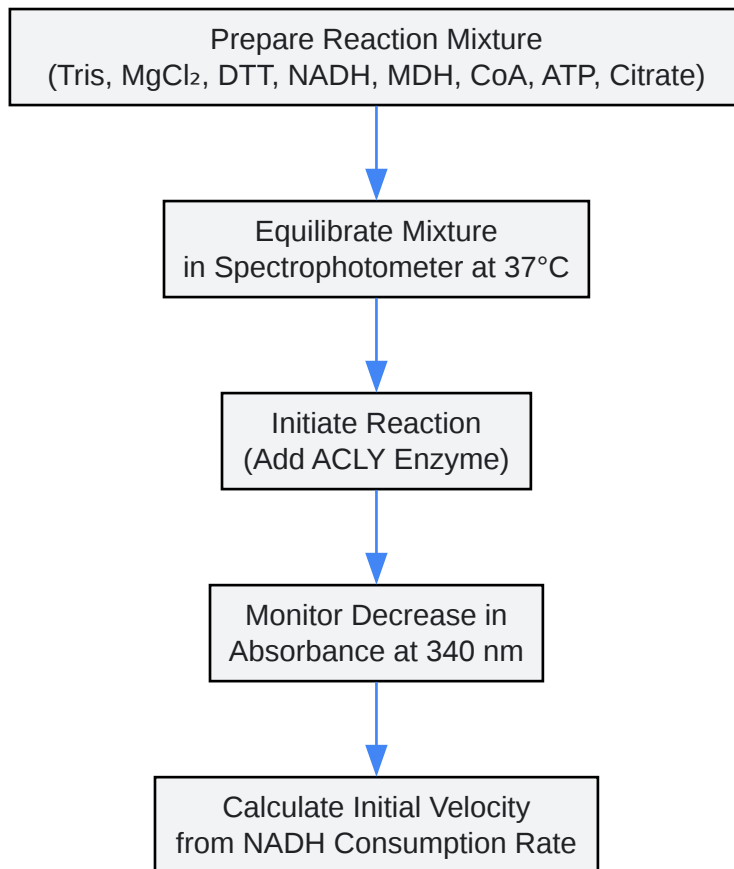 Prepare Reaction Mixture
(Tris, MgCl₂, DTT, NADH, MDH, CoA, ATP, Citrate)
Equilibrate Mixture
in Spectrophotometer at 37°C
Initiate Reaction
(Add ACLY Enzyme)
Monitor Decrease in
Absorbance at 340 nm
Calculate Initial Velocity
from NADH Consumption Rate